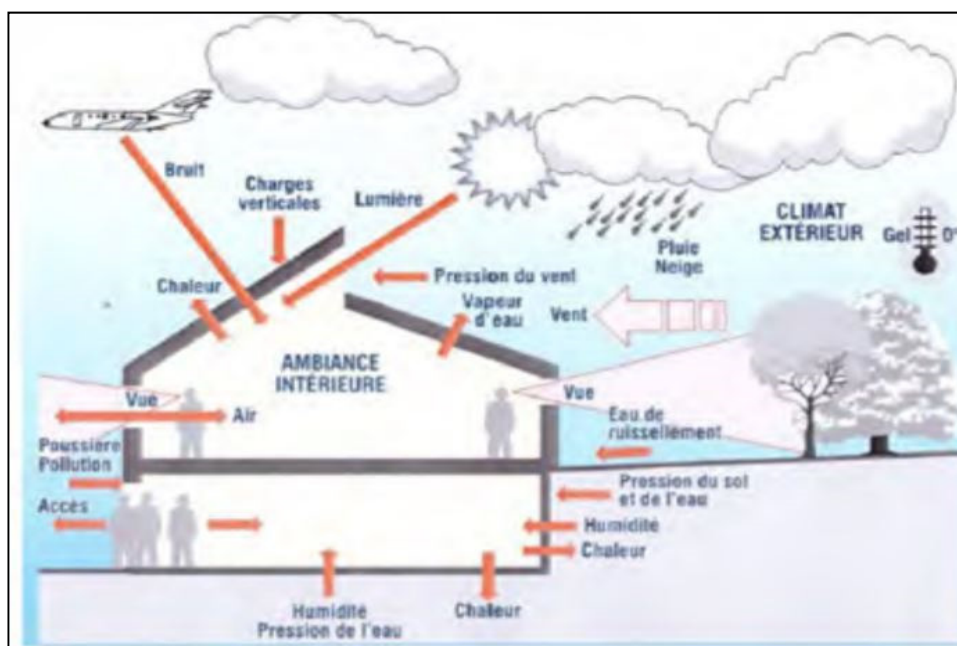 Bruit
Charges
verticales
Lumière
CLIMAT
EXTÉRIEUR
Gel
0°
Pluie
Neige
Pression du vent
Chaleur
Vapeur
d'eau
Vent
AMBIANCE
INTÉRIEURE
Vue
Air
Vue
Eau de
ruissellément
Poussière
Pollution
Pression du sol
et de l'eau
Accès
Humidité
Chaleur
Humidité
Pression de l'eau
Chaleur